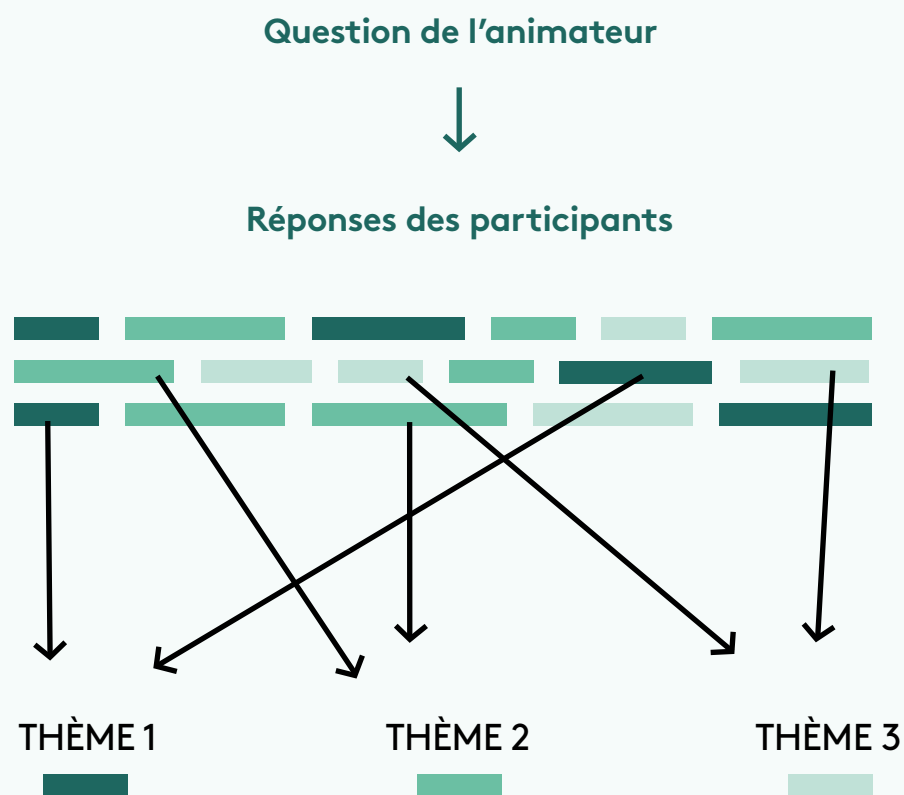 Question de l’animateur
Réponses des participants
THÈME 1
THÈME 2
THÈME 3